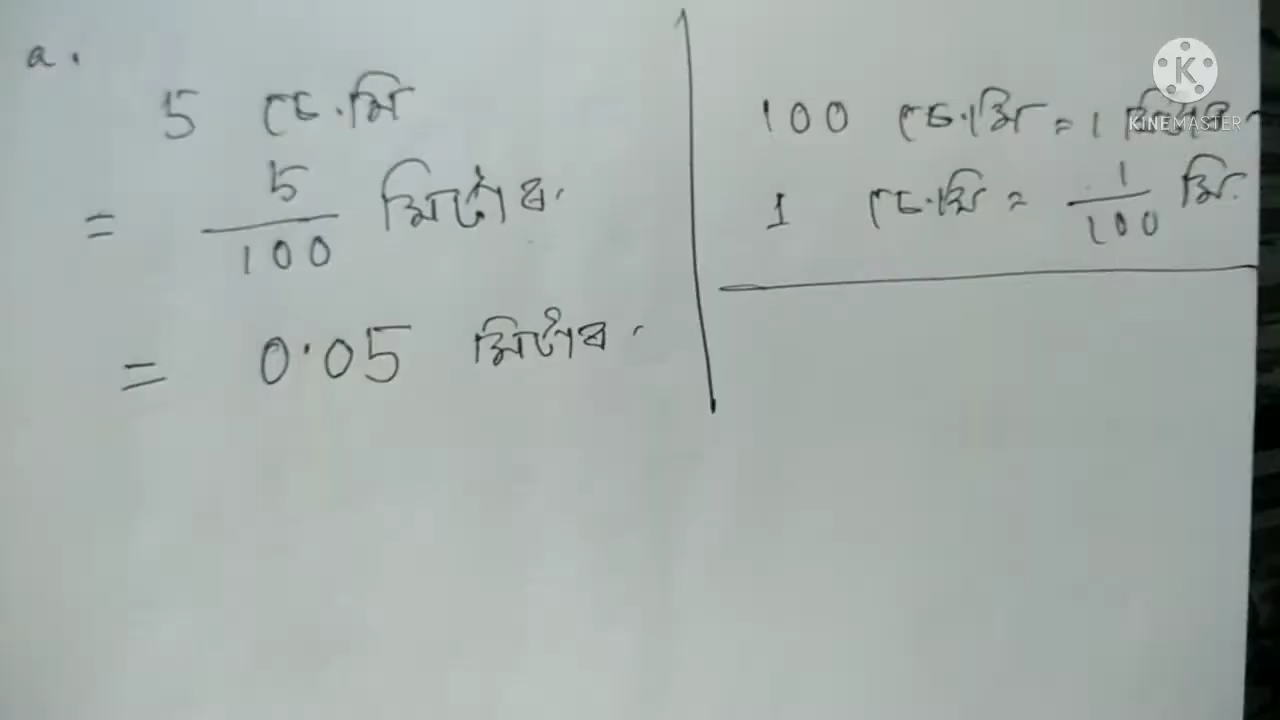 a.
5 চে.মি
= 5/100 মিটাৰ.
= 0.05 মিটাৰ.
100 চে.মি = 1 মিটাৰ
1 চে.মি = 1/100 মি.
K
KINEMASTER